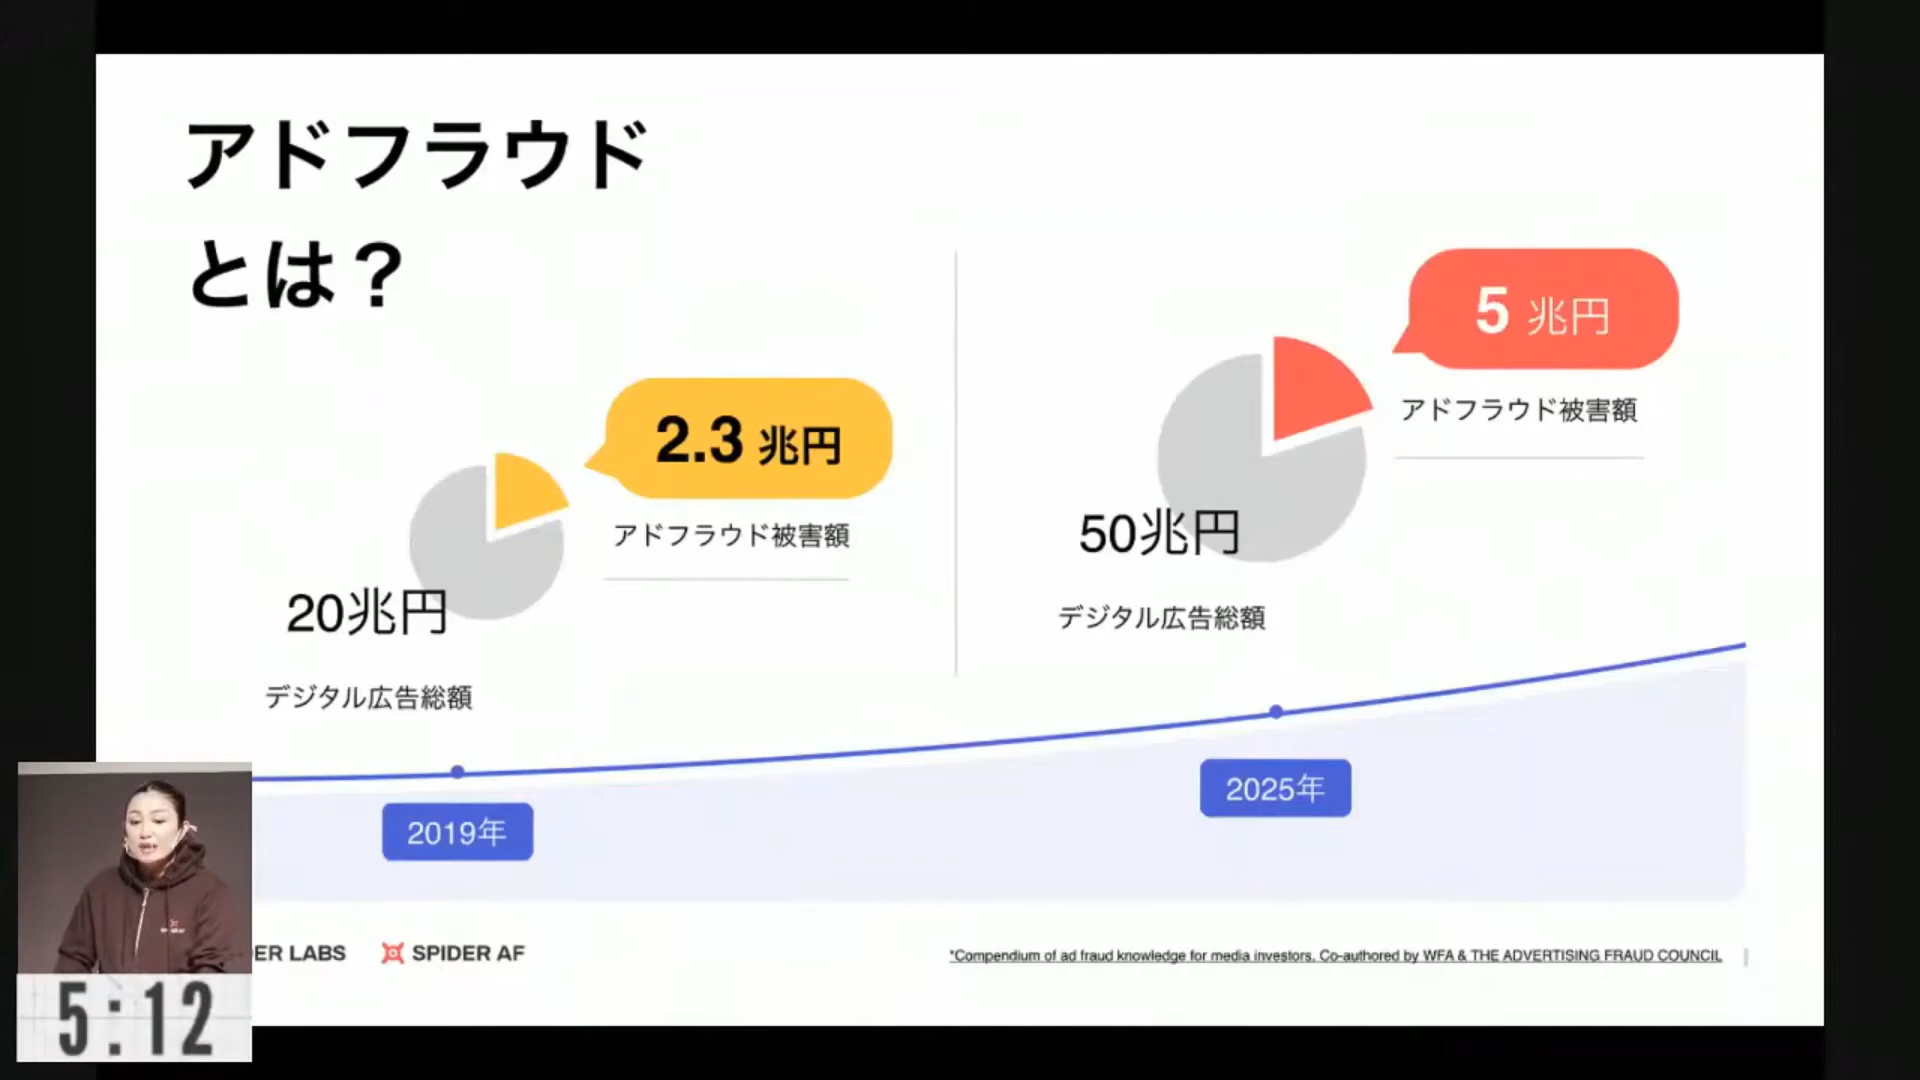 アドフラウド
とは？
2.3 兆円
アドフラウド被害額
20兆円
デジタル広告総額
5 兆円
アドフラウド被害額
50兆円
デジタル広告総額
2019年
2025年
DER LABS
SPIDER AF
*Compendium of ad fraud knowledge for media investors. Co-authored by WFA & THE ADVERTISING FRAUD COUNCIL
5:12